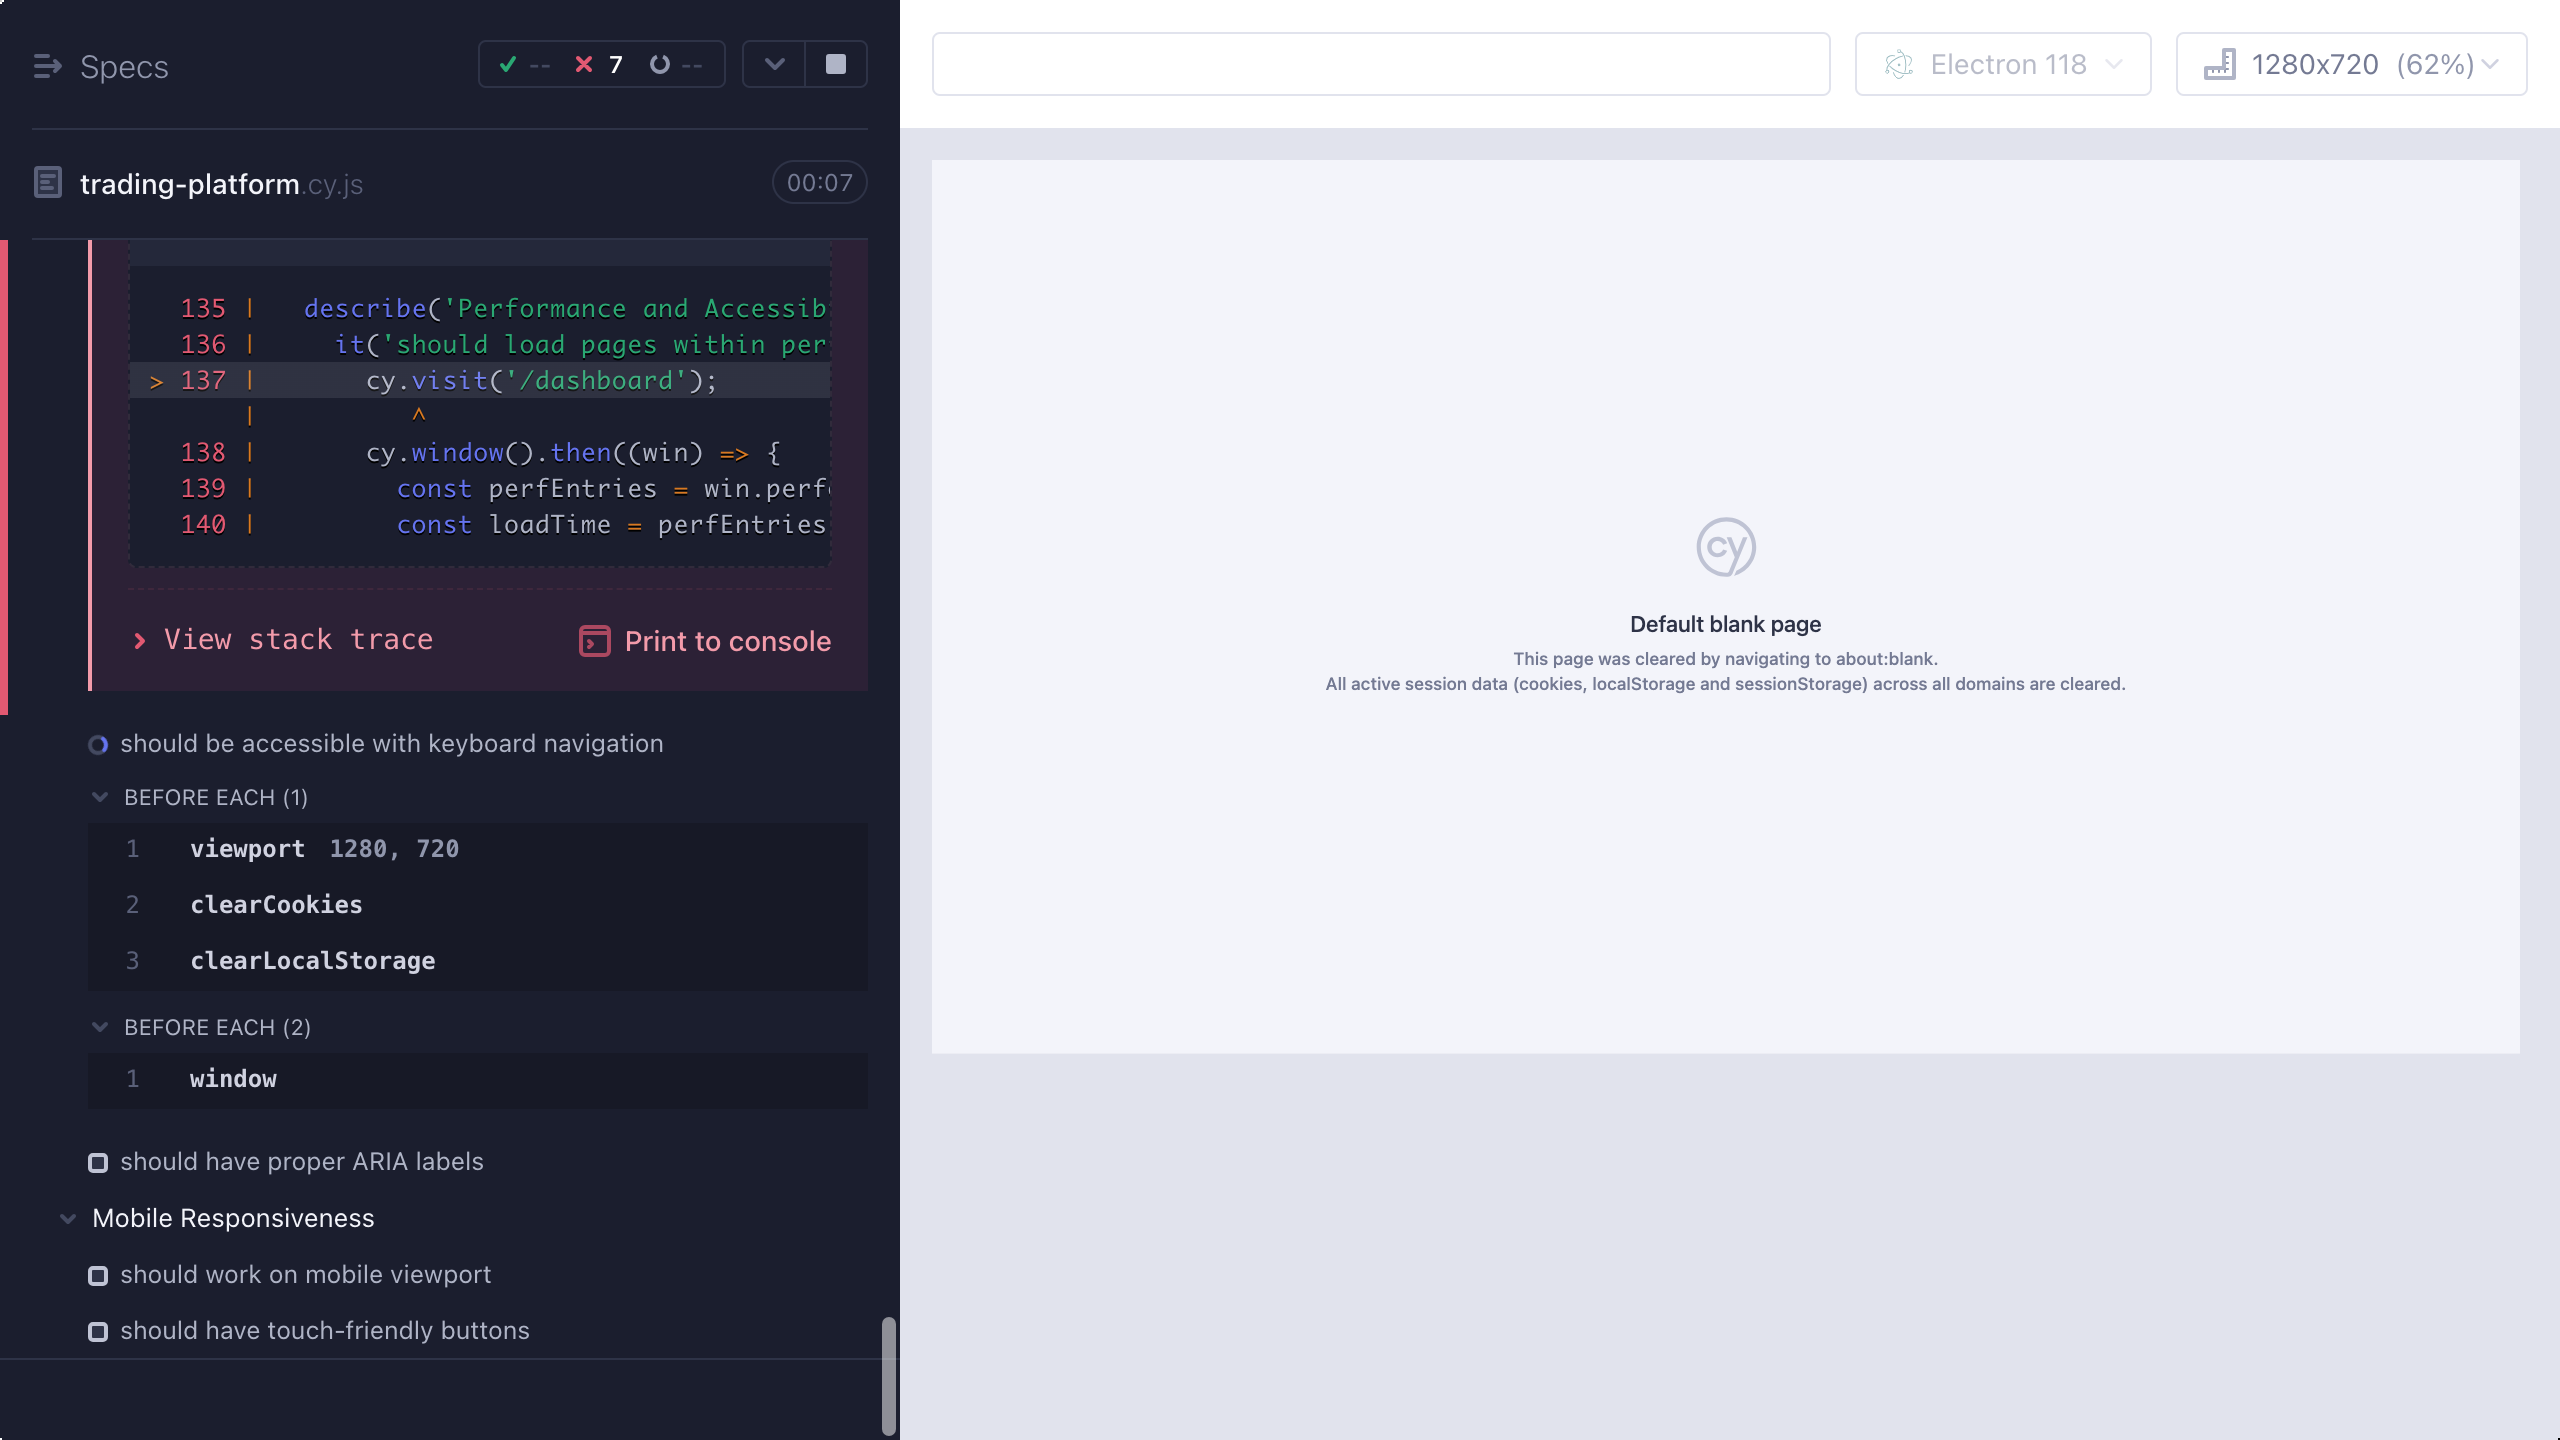 Specs
-- 7 --
trading-platform.cy.js
00:07
135 | describe('Performance and Accessib
136 | it('should load pages within per
> 137 | cy.visit('/dashboard');
| ^
138 | cy.window().then((win) => {
139 | const perfEntries = win.perf
140 | const loadTime = perfEntries
View stack trace
Print to console
should be accessible with keyboard navigation
BEFORE EACH (1)
1 viewport 1280, 720
2 clearCookies
3 clearLocalStorage
BEFORE EACH (2)
1 window
should have proper ARIA labels
Mobile Responsiveness
should work on mobile viewport
should have touch-friendly buttons
Electron 118
1280x720 (62%)
cy
Default blank page
This page was cleared by navigating to about:blank.
All active session data (cookies, localStorage and sessionStorage) across all domains are cleared.